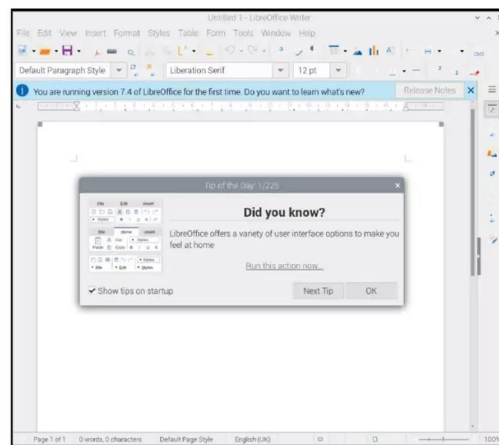 Untitled 1 - LibreOffice Writer
File Edit View Insert Format Styles Table Form Tools Window Help
Default Paragraph Style Liberation Serif 12 pt
You are running version 7.4 of LibreOffice for the first time. Do you want to learn what's new? Release Notes
Tip of the Day: 1/225
Did you know?
LibreOffice offers a variety of user interface options to make you
feel at home
Run this action now...
Show tips on startup Next Tip OK
Page 1 of 1 0 words, 0 characters Default Page Style English (UK) 100%